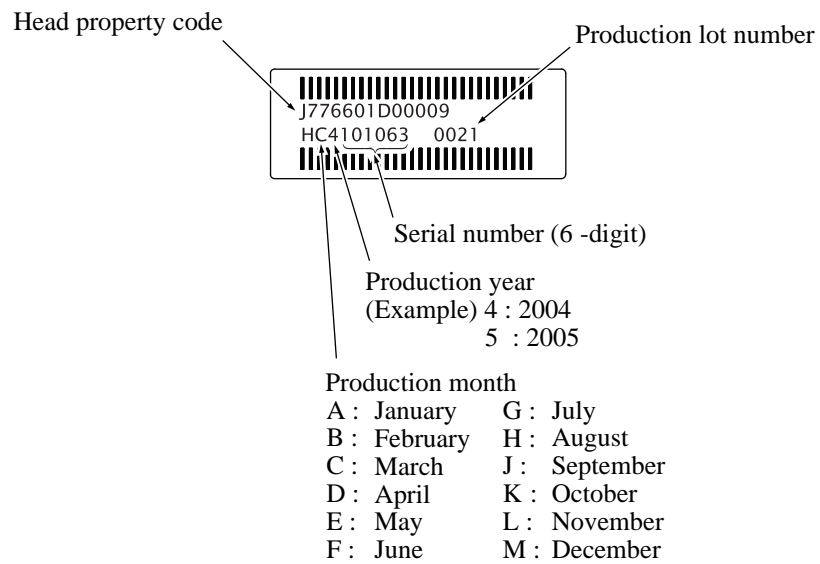 Head property code
Production lot number
J776601D00009
HC4101063 0021
Serial number (6 -digit)
Production year
(Example) 4 : 2004
5 : 2005
Production month
A : January G : July
B : February H : August
C : March J : September
D : April K : October
E : May L : November
F : June M : December